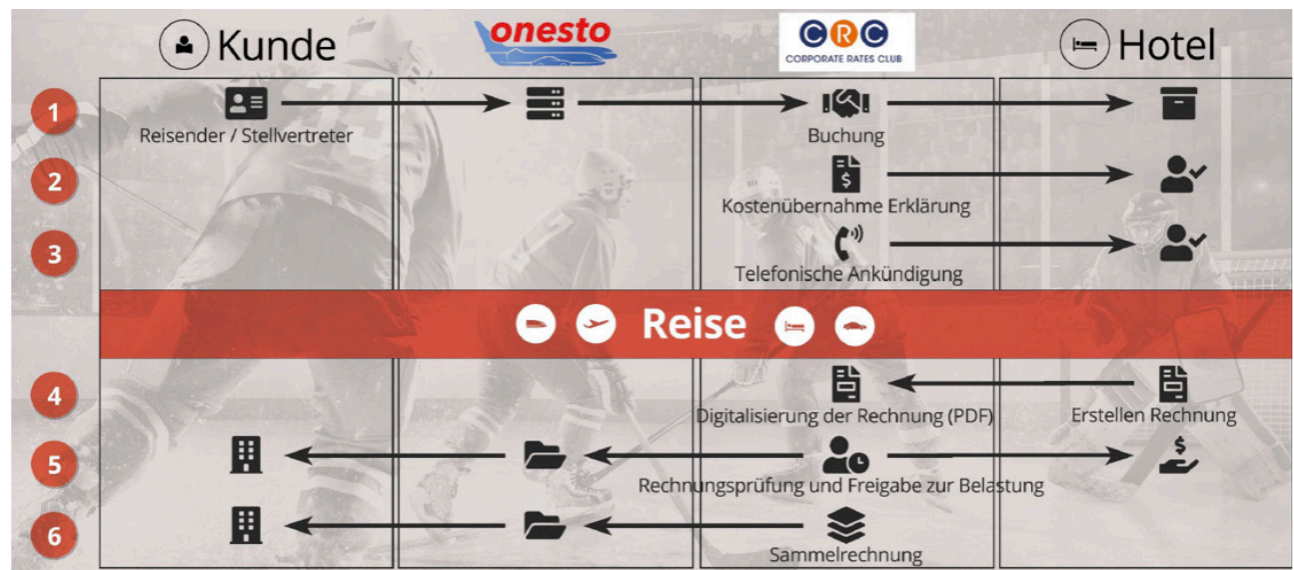 Kunde
onesto
CRC
CORPORATE RATES CLUB
Hotel
1
Reisender / Stellvertreter
Buchung
2
$
Kostenübernahme Erklärung
3
Telefonische Ankündigung
Reise
4
Digitalisierung der Rechnung (PDF)
Erstellen Rechnung
5
$
Rechnungsprüfung und Freigabe zur Belastung
6
Sammelrechnung